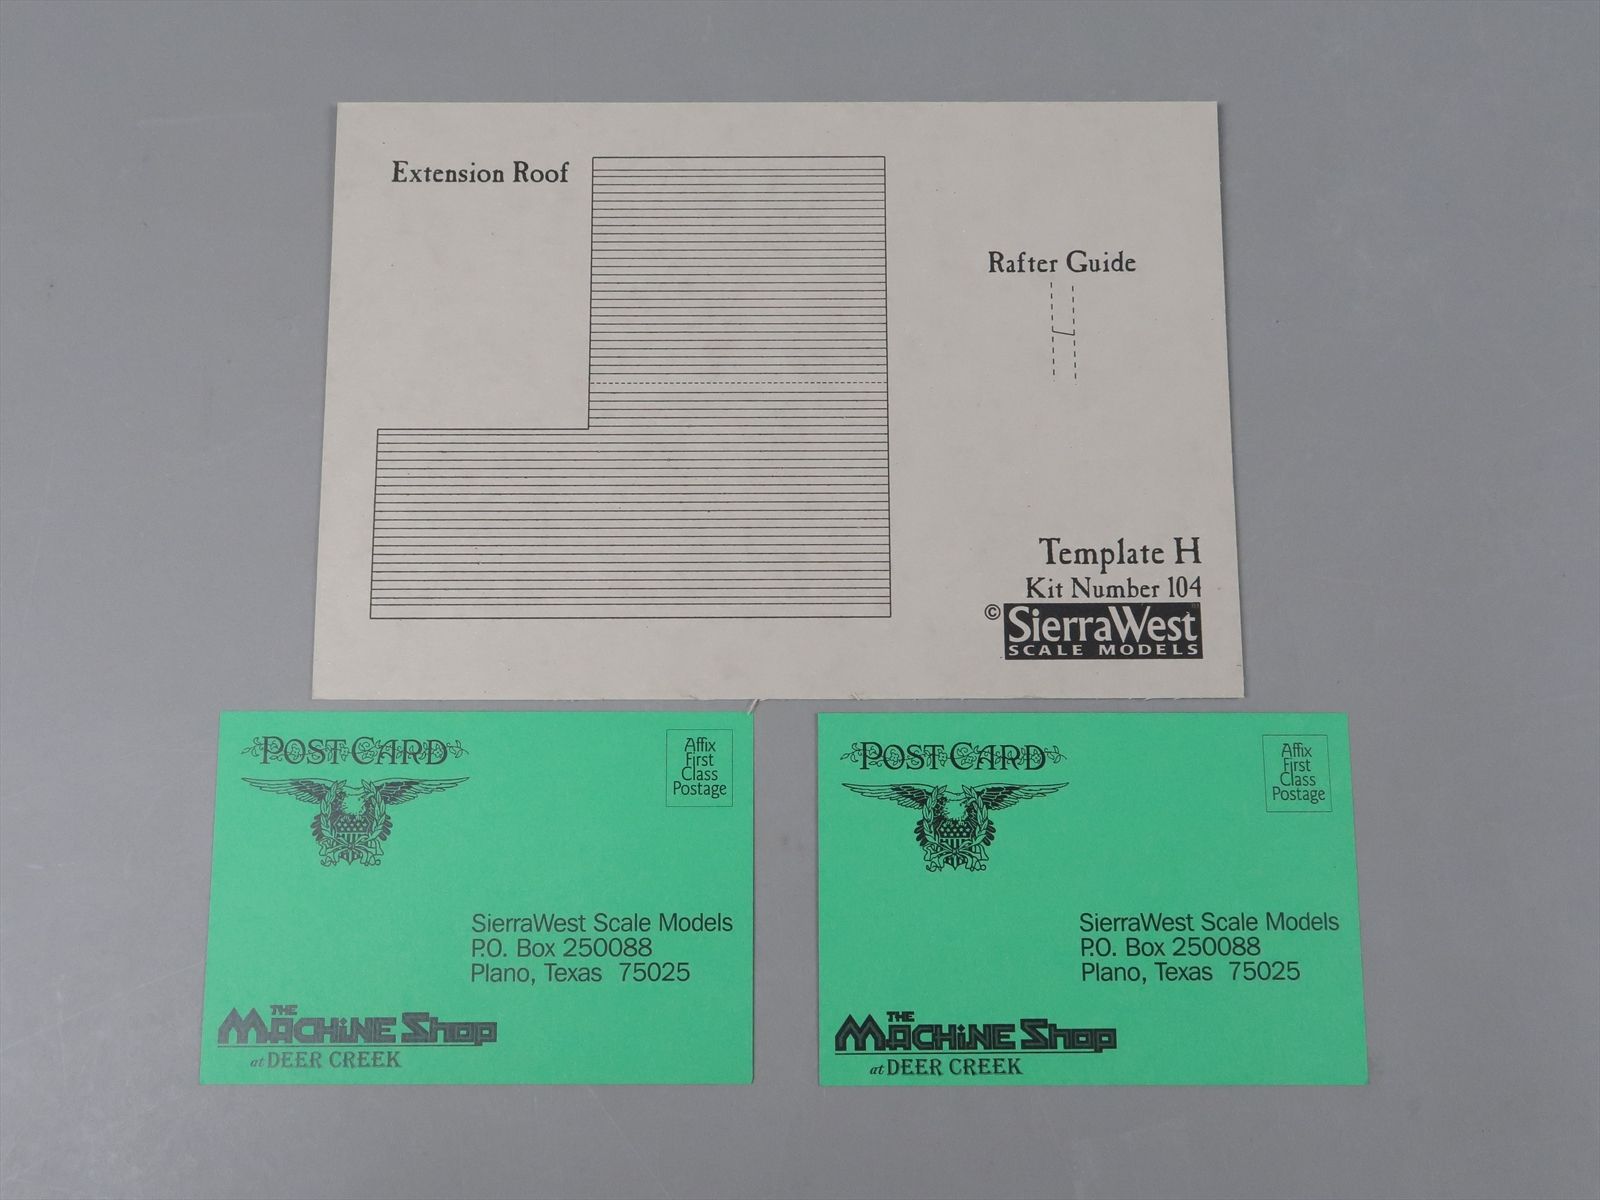 Extension Roof
Rafter Guide
Template H
Kit Number 104
© SierraWest
SCALE MODELS
POST CARD
Affix
First
Class
Postage
SierraWest Scale Models
P.O. Box 250088
Plano, Texas 75025
THE
MACHiNE Shop
at DEER CREEK
POST CARD
Affix
First
Class
Postage
SierraWest Scale Models
P.O. Box 250088
Plano, Texas 75025
THE
MACHiNE Shop
at DEER CREEK